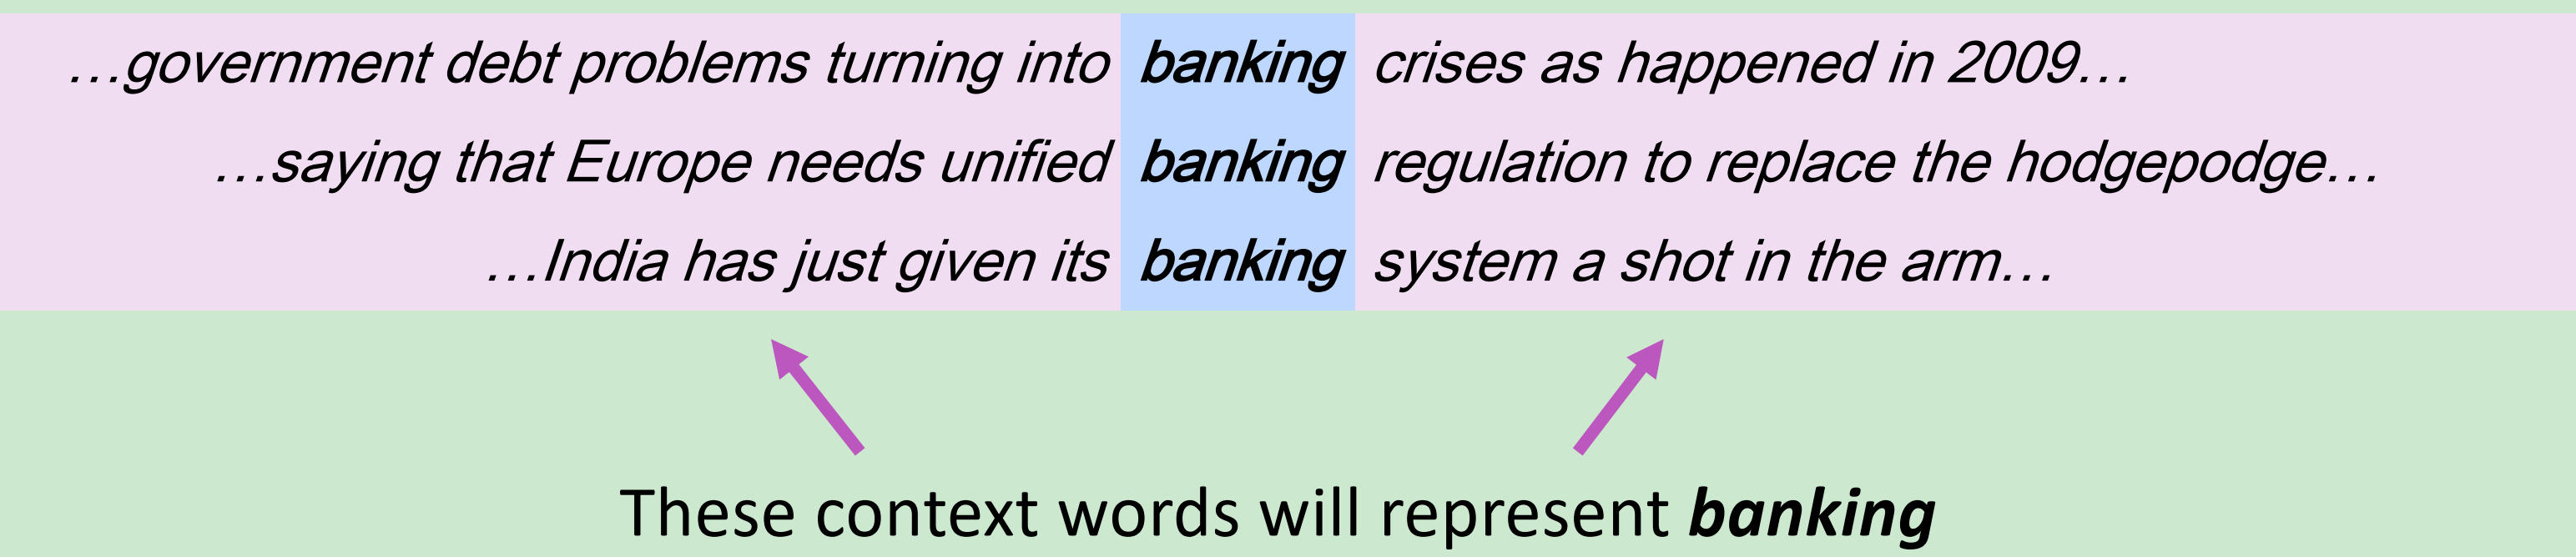 …government debt problems turning into banking crises as happened in 2009…
…saying that Europe needs unified banking regulation to replace the hodgepodge…
…India has just given its banking system a shot in the arm…
These context words will represent banking